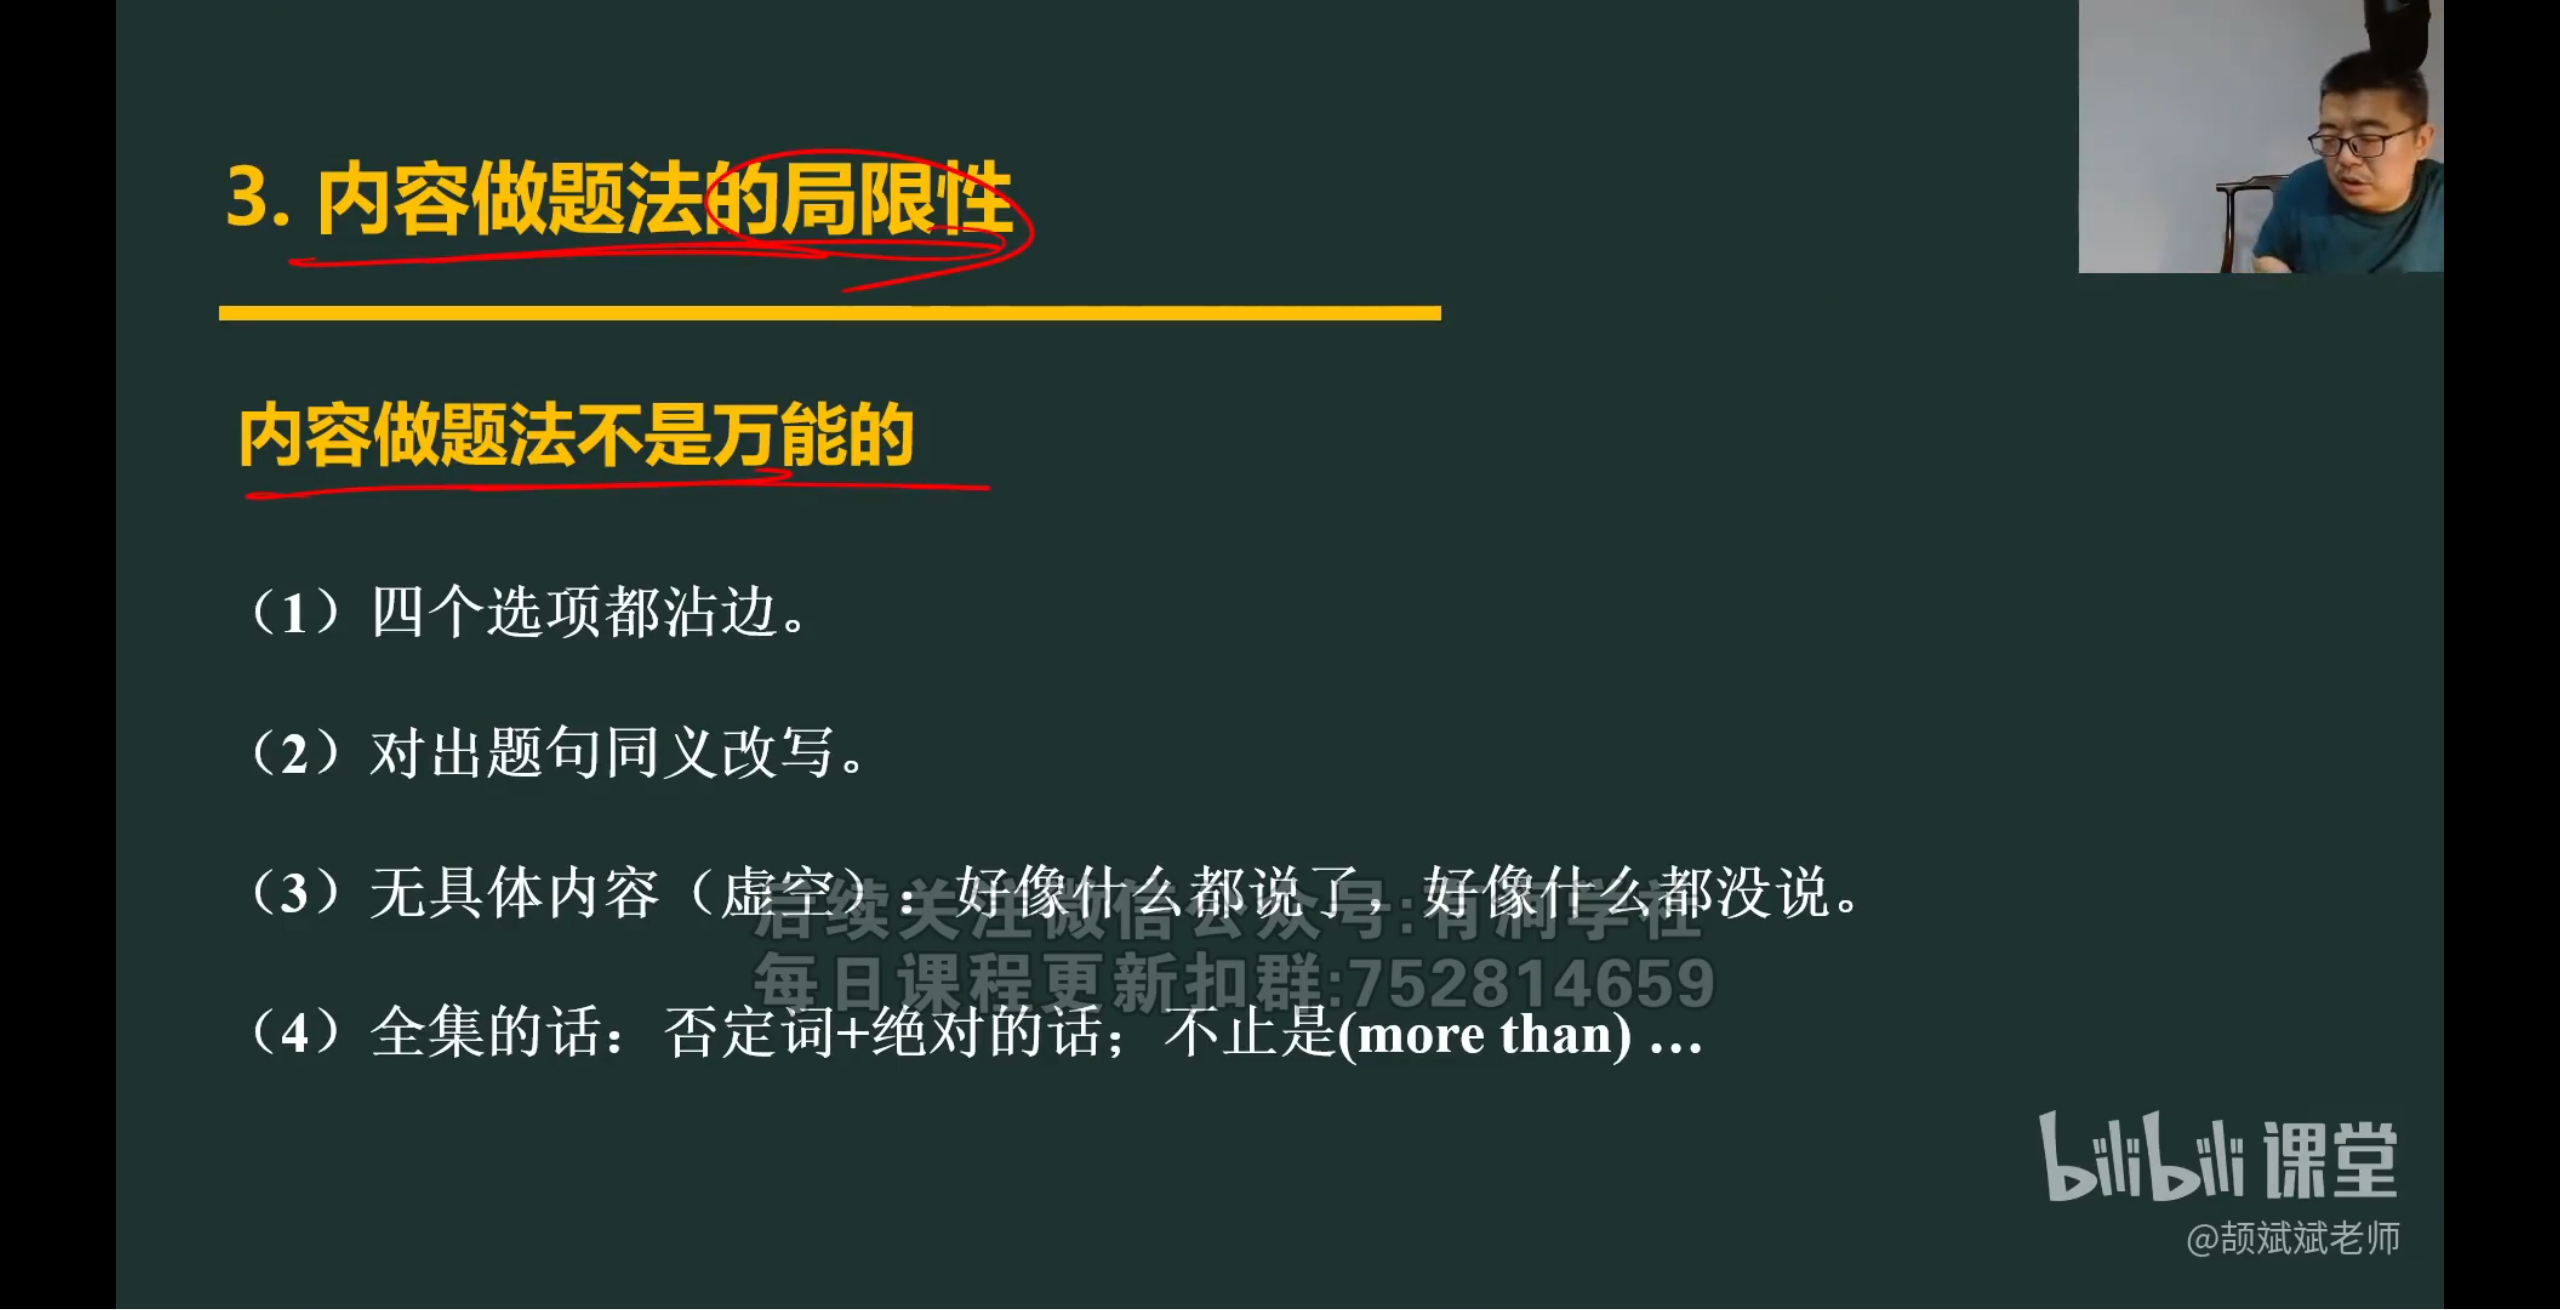 3. 内容做题法的局限性
内容做题法不是万能的
（1）四个选项都沾边。
（2）对出题句同义改写。
（3）无具体内容（虚空）：好像什么都说了，好像什么都没说。
后续关注微信公众号:有润学社
每日课程更新扣群:752814659
（4）全集的话：否定词+绝对的话；不止是(more than) …
bilibili 课堂
@颉斌斌老师